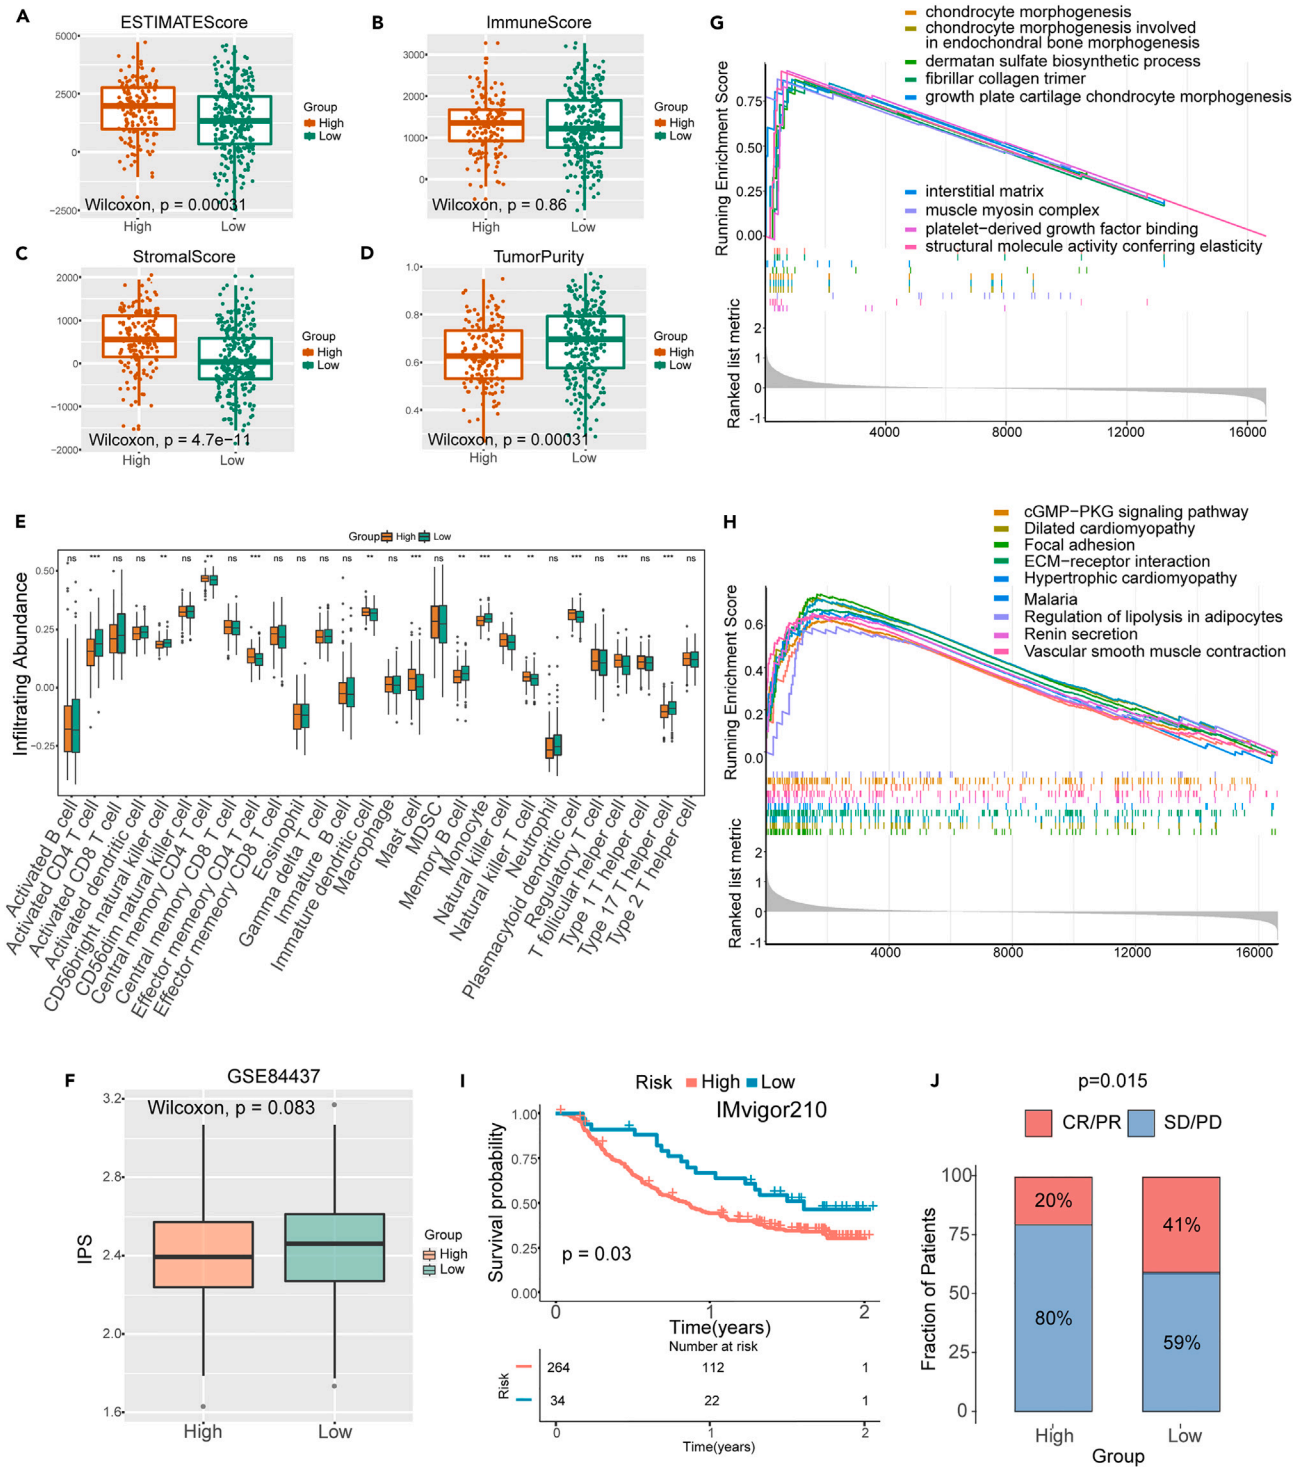 A
ESTIMATEScore
5000
2500
0
−2500
Wilcoxon, p = 0.00031
High
Low
Group
High
Low
B
ImmuneScore
3000
2000
1000
0
Wilcoxon, p = 0.86
High
Low
Group
High
Low
C
StromalScore
2000
1000
0
−1000
−2000
Wilcoxon, p = 4.7e−11
High
Low
Group
High
Low
D
TumorPurity
1.0
0.8
0.6
0.4
Wilcoxon, p = 0.00031
High
Low
Group
High
Low
G
chondrocyte morphogenesis
chondrocyte morphogenesis involved
in endochondral bone morphogenesis
dermatan sulfate biosynthetic process
fibrillar collagen trimer
growth plate cartilage chondrocyte morphogenesis
interstitial matrix
muscle myosin complex
platelet−derived growth factor binding
structural molecule activity conferring elasticity
Running Enrichment Score
0.75
0.50
0.25
0.00
Ranked list metric
2
1
0
-1
4000
8000
12000
16000
E
Group High Low
ns *** ns ns ** ns ** ns *** ns ns ns ns ** ns *** ns ** *** ** ** ns *** ns *** ns *** ns
Infiltrating Abundance
0.50
0.25
0.00
−0.25
Activated B cell
Activated CD4 T cell
Activated CD8 T cell
Activated dendritic cell
CD56bright natural killer cell
CD56dim natural killer cell
Central memory CD4 T cell
Central memory CD8 T cell
Effector memeory CD4 T cell
Effector memeory CD8 T cell
Eosinophil
Gamma delta T cell
Immature B cell
Immature dendritic cell
Macrophage
Mast cell
MDSC
Memory B cell
Monocyte
Natural killer cell
Natural killer T cell
Neutrophil
Plasmacytoid dendritic cell
Regulatory T cell
T follicular helper cell
Type 1 T helper cell
Type 17 T helper cell
Type 2 T helper cell
H
cGMP−PKG signaling pathway
Dilated cardiomyopathy
Focal adhesion
ECM−receptor interaction
Hypertrophic cardiomyopathy
Malaria
Regulation of lipolysis in adipocytes
Renin secretion
Vascular smooth muscle contraction
Running Enrichment Score
0.6
0.4
0.2
0.0
Ranked list metric
2
1
0
-1
4000
8000
12000
16000
F
GSE84437
Wilcoxon, p = 0.083
IPS
3.2
2.8
2.4
2.0
1.6
High
Low
Group
High
Low
I
Risk High Low
IMvigor210
Survival probability
1.00
0.75
0.50
0.25
0.00
p = 0.03
0
1
2
Time(years)
Number at risk
Risk
264
112
1
34
22
1
0
1
2
Time(years)
J
p=0.015
CR/PR
SD/PD
Fraction of Patients
100
75
50
25
0
20%
80%
41%
59%
High
Low
Group